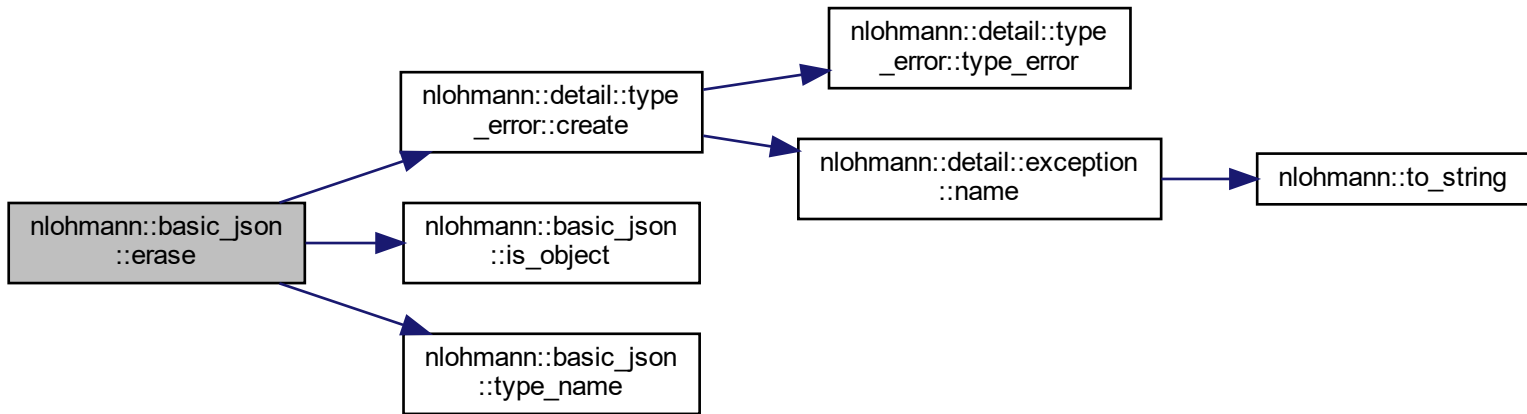 nlohmann::detail::type
_error::type_error
nlohmann::detail::type
_error::create
nlohmann::detail::exception
::name
nlohmann::to_string
nlohmann::basic_json
::erase
nlohmann::basic_json
::is_object
nlohmann::basic_json
::type_name